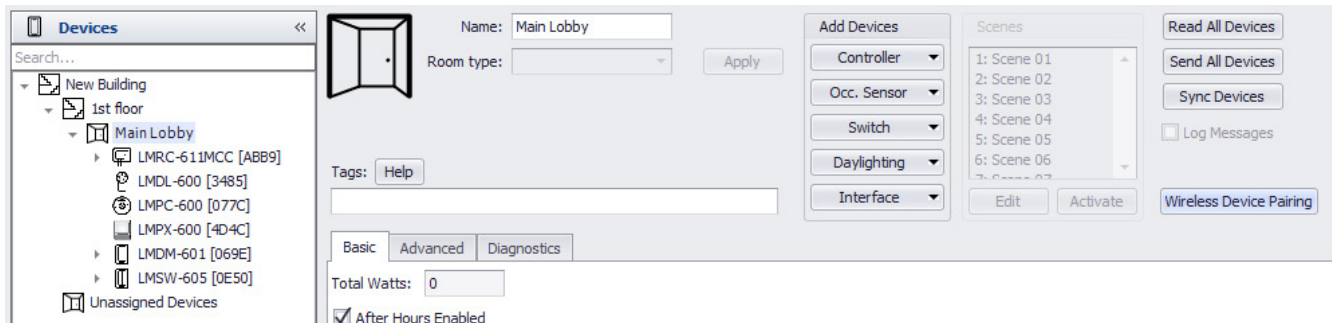 Devices «
Search...
New Building
1st floor
Main Lobby
LMRC-611MCC [ABB9]
LMDL-600 [3485]
LMPC-600 [077C]
LMPX-600 [4D4C]
LMDM-601 [069E]
LMSW-605 [0E50]
Unassigned Devices
Name: Main Lobby
Room type:
Apply
Tags: Help
Add Devices
Controller
Occ. Sensor
Switch
Daylighting
Interface
Scenes
1: Scene 01
2: Scene 02
3: Scene 03
4: Scene 04
5: Scene 05
6: Scene 06
7: Scene 07
Edit Activate
Read All Devices
Send All Devices
Sync Devices
Log Messages
Wireless Device Pairing
Basic Advanced Diagnostics
Total Watts: 0
After Hours Enabled